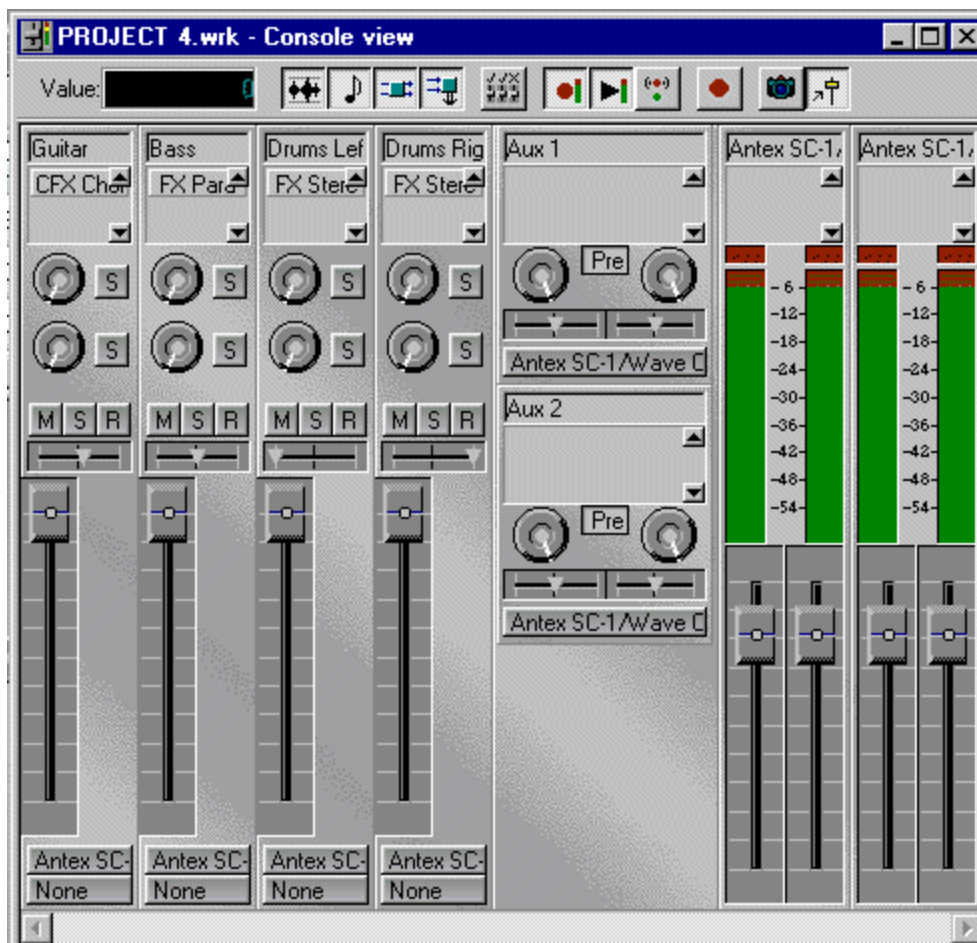 PROJECT 4.wrk - Console view
Value: 0
Guitar Bass Drums Lef Drums Rig Aux 1 Antex SC-1/ Antex SC-1/
CFX Chor FX Para FX Stere FX Stere
Pre
S S S S
-6 -6
-12 -12
-18 -18
S S S S Antex SC-1/Wave O -24 -24
-30 -30
Aux 2
M S R M S R M S R M S R -36 -36
-42 -42
-48 -48
-54 -54
Pre
Antex SC-1/Wave O
Antex SC- Antex SC- Antex SC- Antex SC-
None None None None